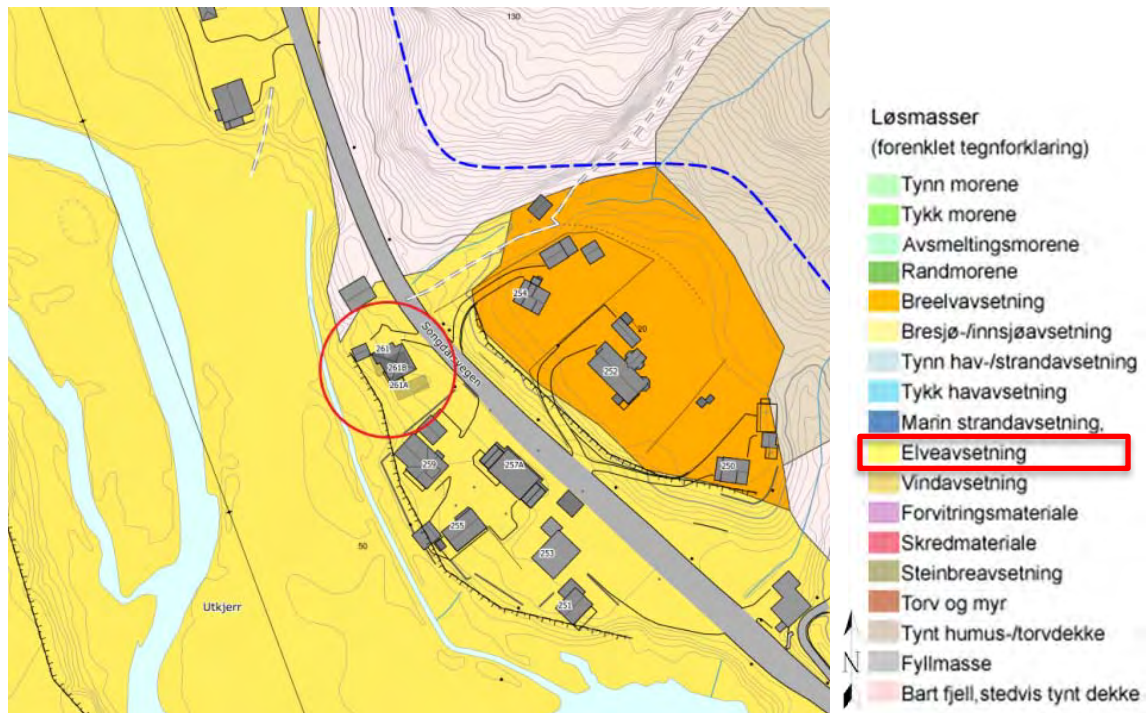 130
254
20
252
Songdalsvegen
261
261B
261A
259
257A
250
255
253
251
50
Utkjerr
Løsmasser
(forenklet tegnforklaring)
Tynn morene
Tykk morene
Avsmeltingsmorene
Randmorene
Breelvavsetning
Bresjø-/innsjøavsetning
Tynn hav-/strandavsetning
Tykk havavsetning
Marin strandavsetning,
Elveavsetning
Vindavsetning
Forvitringsmateriale
Skredmateriale
Steinbreavsetning
Torv og myr
Tynt humus-/torvdekke
Fyllmasse
Bart fjell,stedvis tynt dekke
N